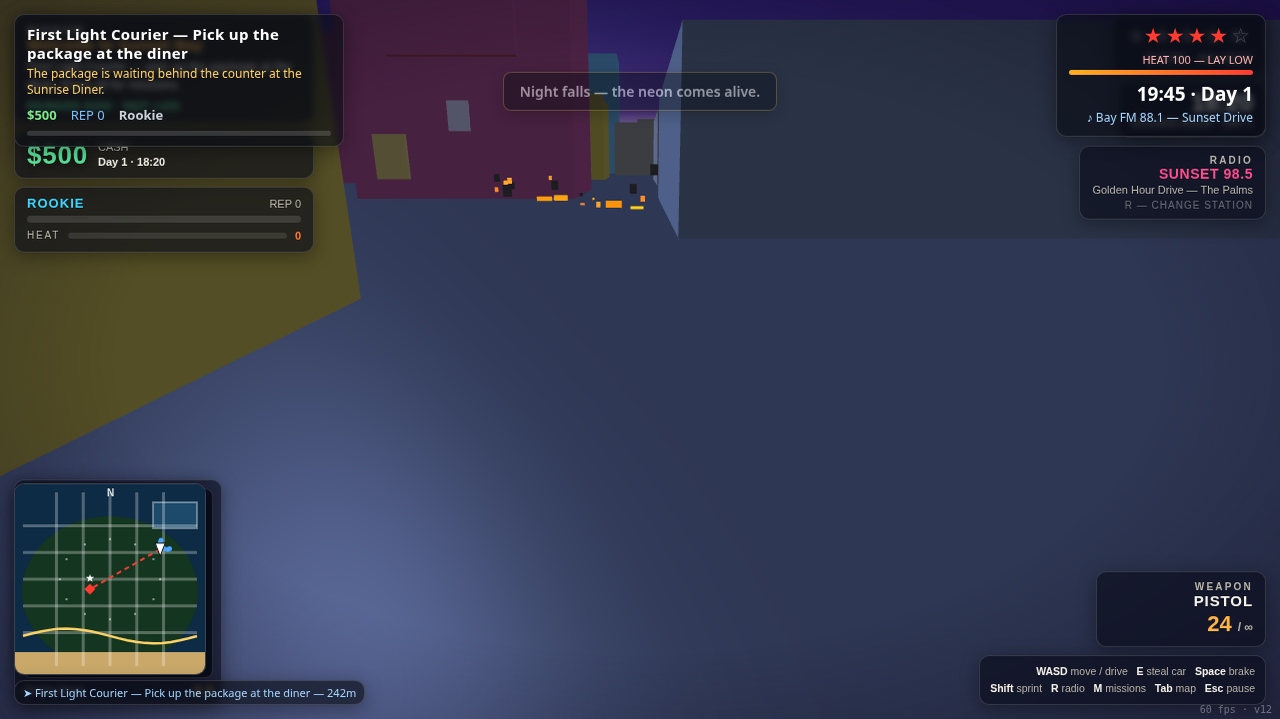 First Light Courier — Pick up the
package at the diner
The package is waiting behind the counter at the
Sunrise Diner.
$500 REP 0 Rookie
$500 CASH
Day 1 · 18:20
ROOKIE REP 0
HEAT 0
Night falls — the neon comes alive.
★★★★☆
HEAT 100 — LAY LOW
19:45 · Day 1
♪ Bay FM 88.1 — Sunset Drive
RADIO
SUNSET 98.5
Golden Hour Drive — The Palms
R — CHANGE STATION
N
➤ First Light Courier — Pick up the package at the diner — 242m
WEAPON
PISTOL
24 / ∞
WASD move / drive E steal car Space brake
Shift sprint R radio M missions Tab map Esc pause
60 fps · v12